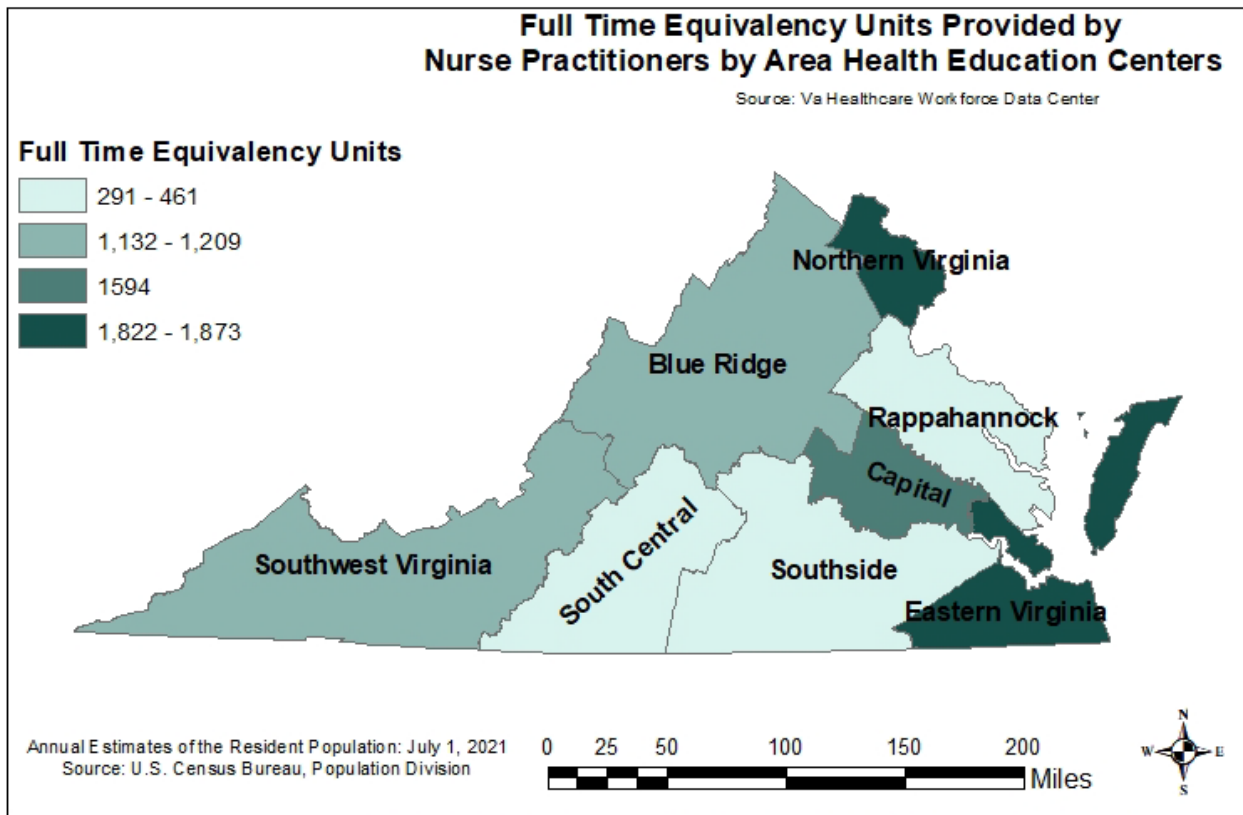 Full Time Equivalency Units Provided by
Nurse Practitioners by Area Health Education Centers
Source: Va Healthcare Workforce Data Center
Full Time Equivalency Units
291 - 461
1,132 - 1,209
1594
1,822 - 1,873
Northern Virginia
Blue Ridge
Rappahannock
Capital
South Central
Southwest Virginia
Southside
Eastern Virginia
Annual Estimates of the Resident Population: July 1, 2021
Source: U.S. Census Bureau, Population Division
0 25 50 100 150 200
Miles
N
W E
S